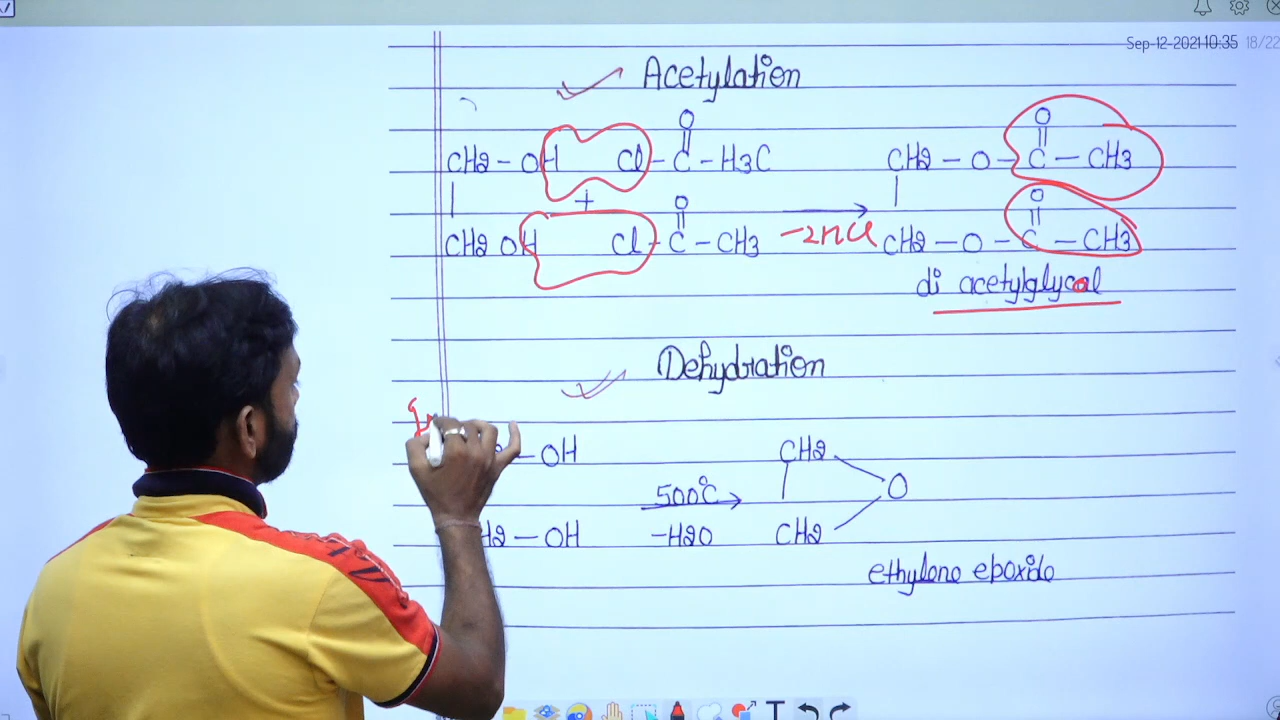 Sep-12-2021 10:35 18/22
Acetylation
O
CH2 - OH Cl - C - H3C
+
O
CH2 OH Cl - C - CH3
-2HCl
O
CH2 - O - C - CH3
O
CH2 - O - C - CH3
di acetylglycol
Dehydration
- OH
H2 - OH
500°C
-H2O
CH2
O
CH2
ethylene epoxide